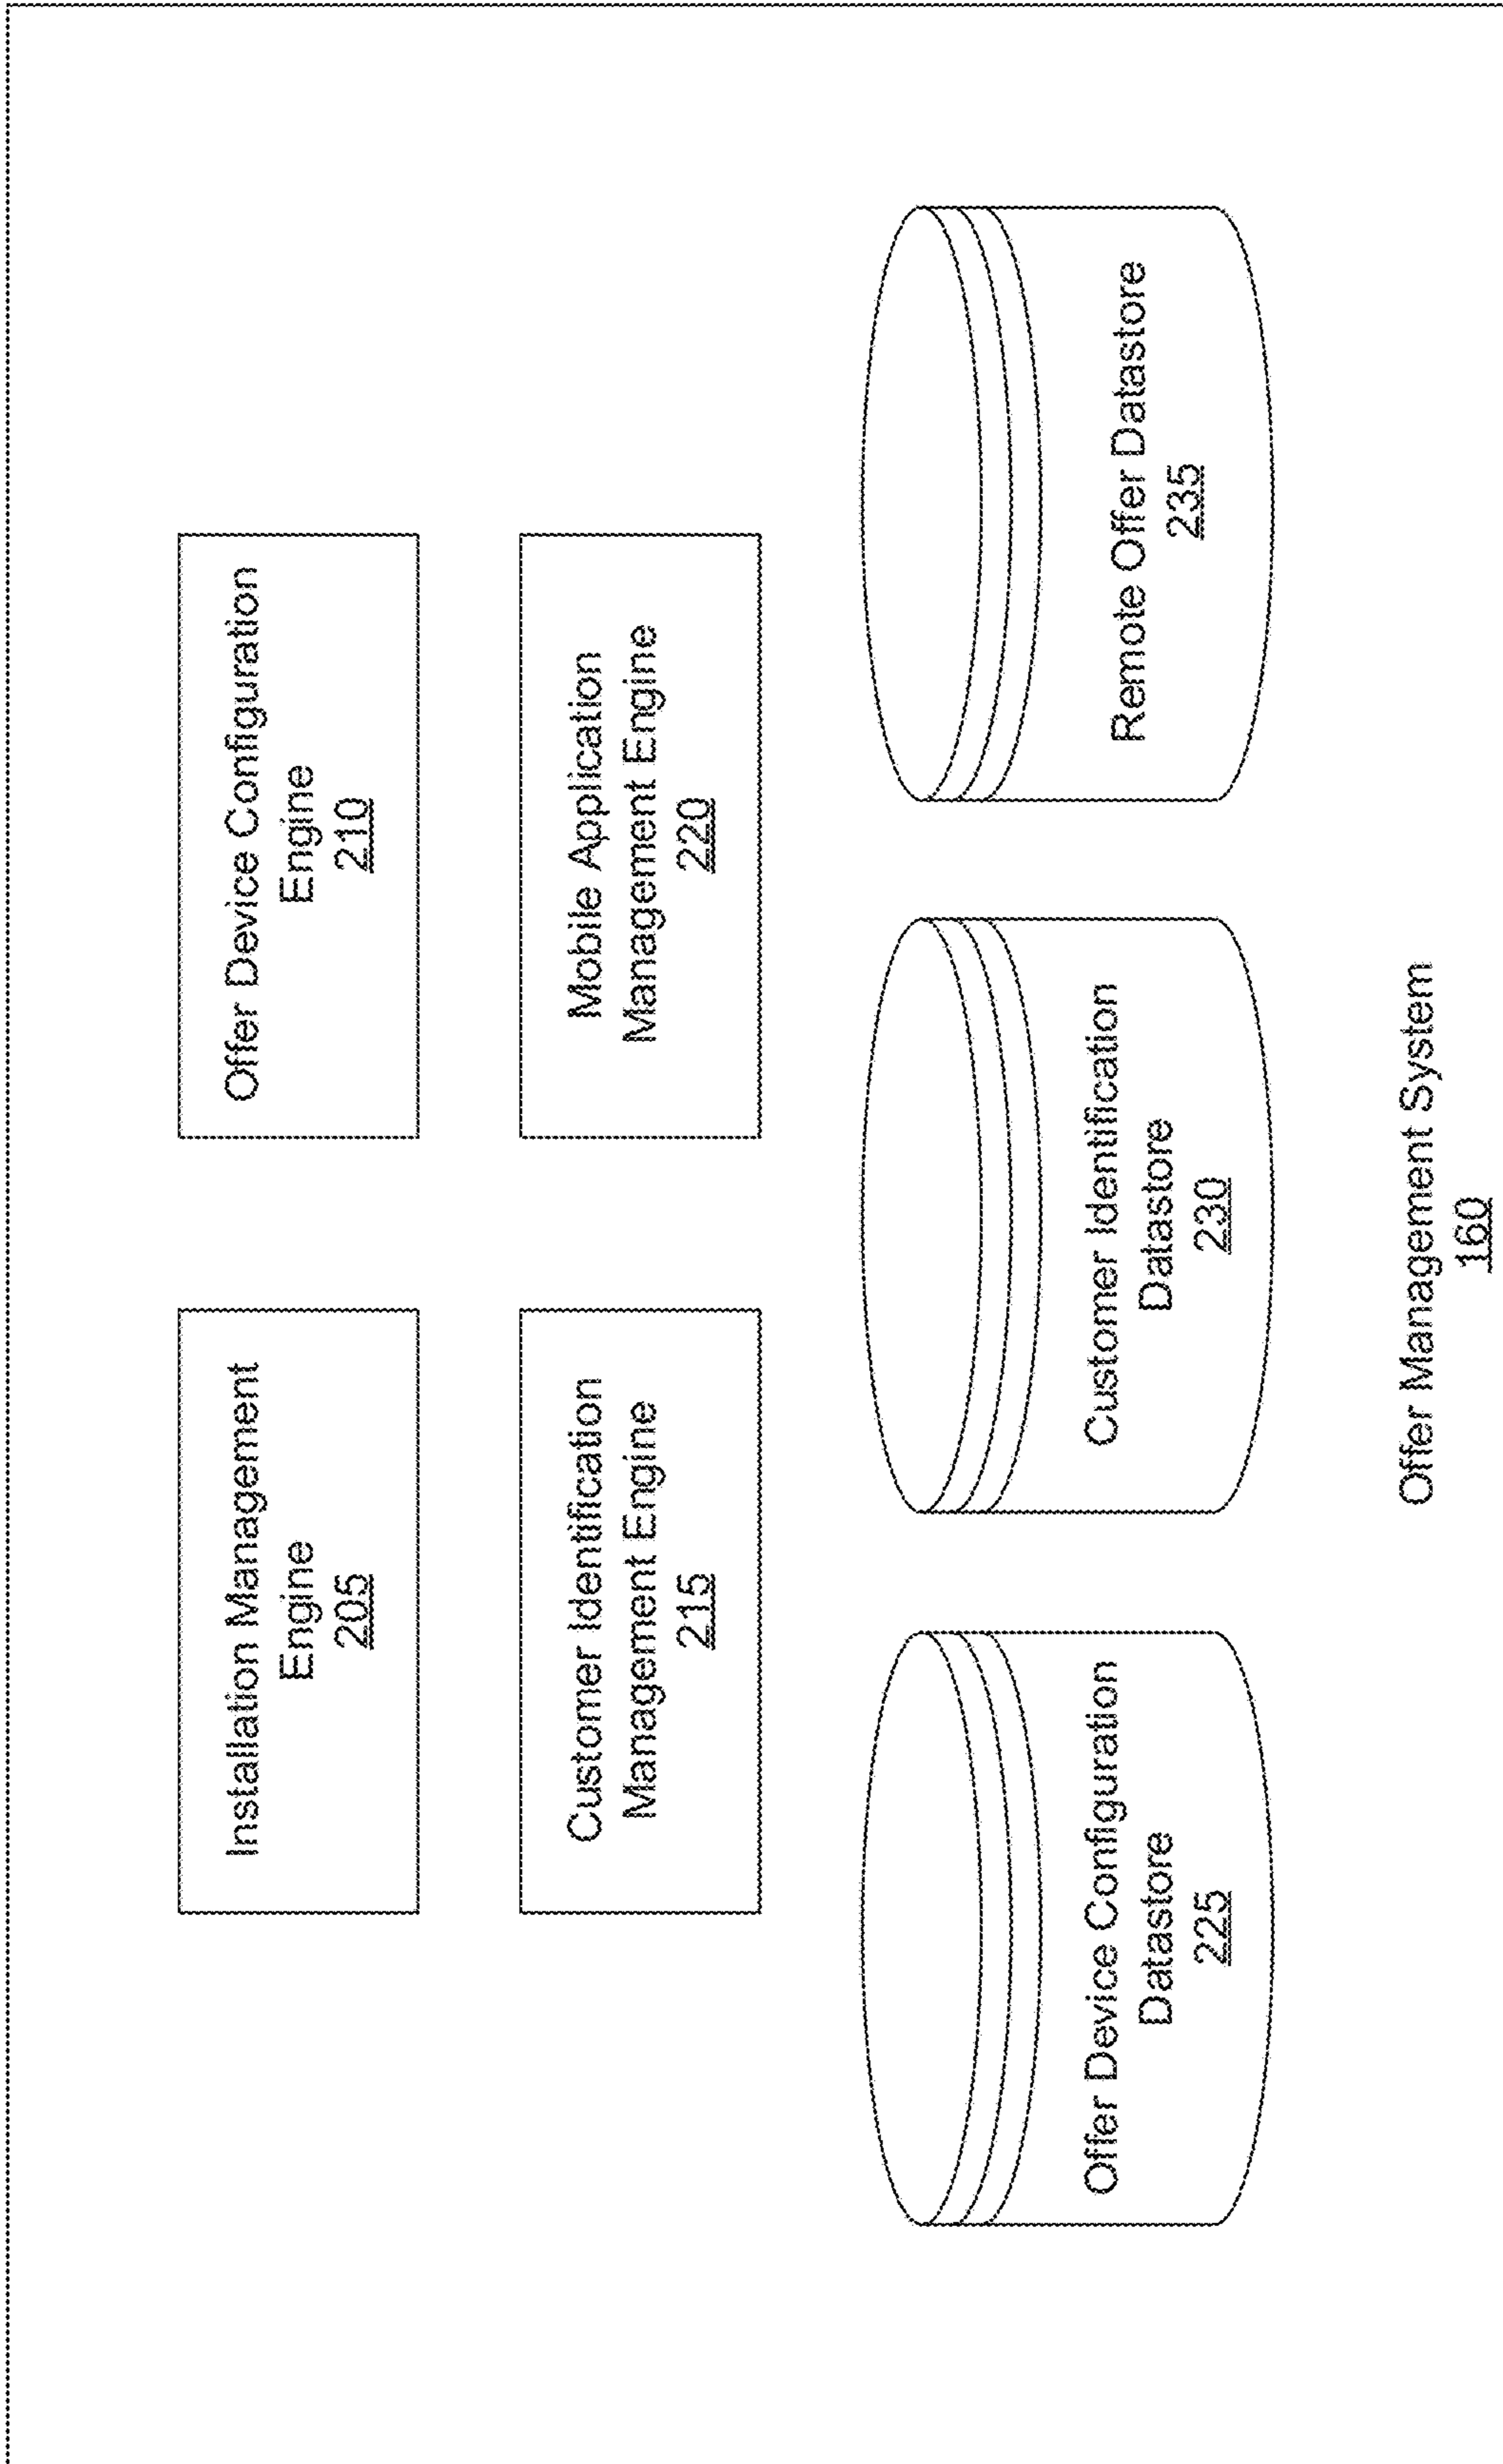 Installation Management
Engine
205
Offer Device Configuration
Engine
210
Customer Identification
Management Engine
215
Mobile Application
Management Engine
220
Offer Device Configuration
Datastore
225
Customer Identification
Datastore
230
Remote Offer Datastore
235
Offer Management System
160